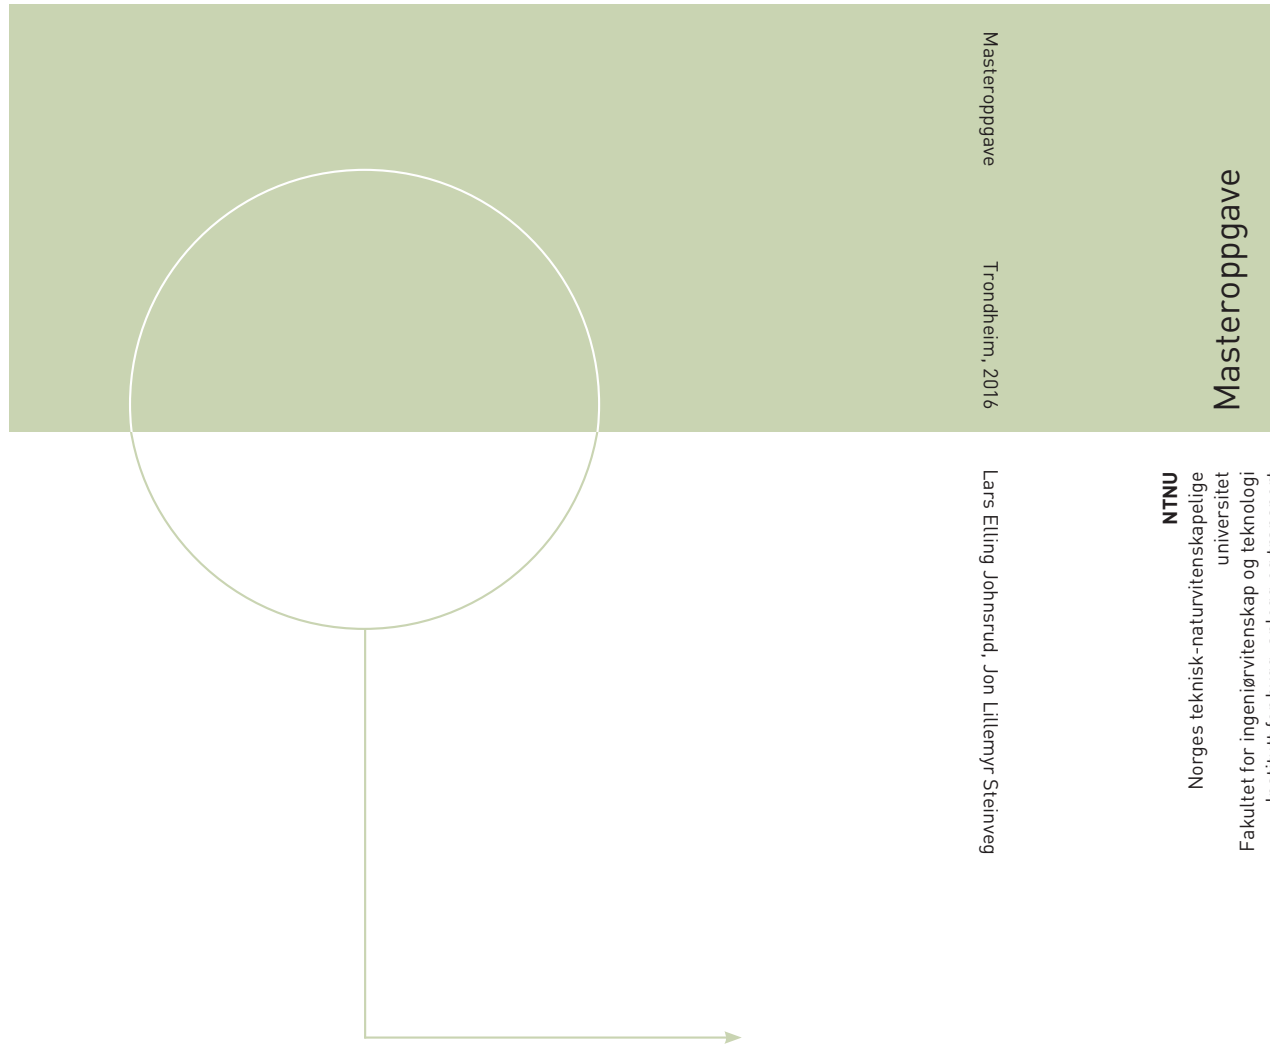 Masteroppgave
Trondheim, 2016
Lars Elling Johnsrud, Jon Lillemyr Steinveg
Masteroppgave
NTNU
Norges teknisk-naturvitenskapelige
universitet
Fakultet for ingeniørvitenskap og teknologi